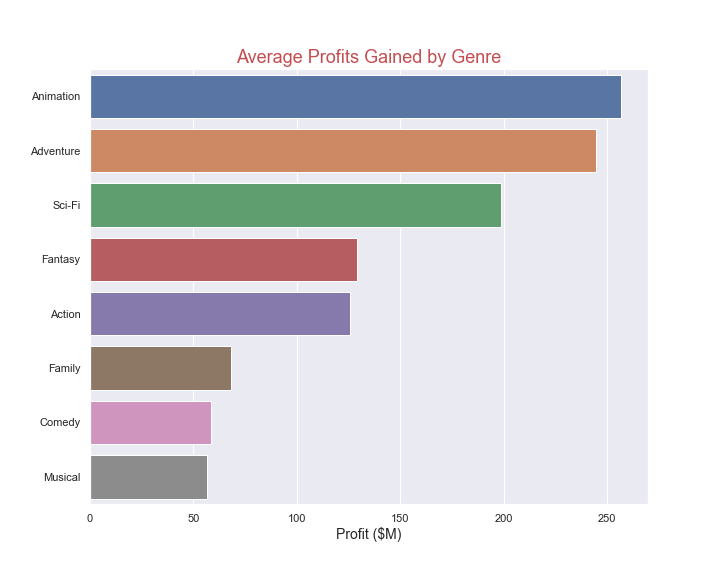 Average Profits Gained by Genre
Animation
Adventure
Sci-Fi
Fantasy
Action
Family
Comedy
Musical
0 50 100 150 200 250
Profit ($M)